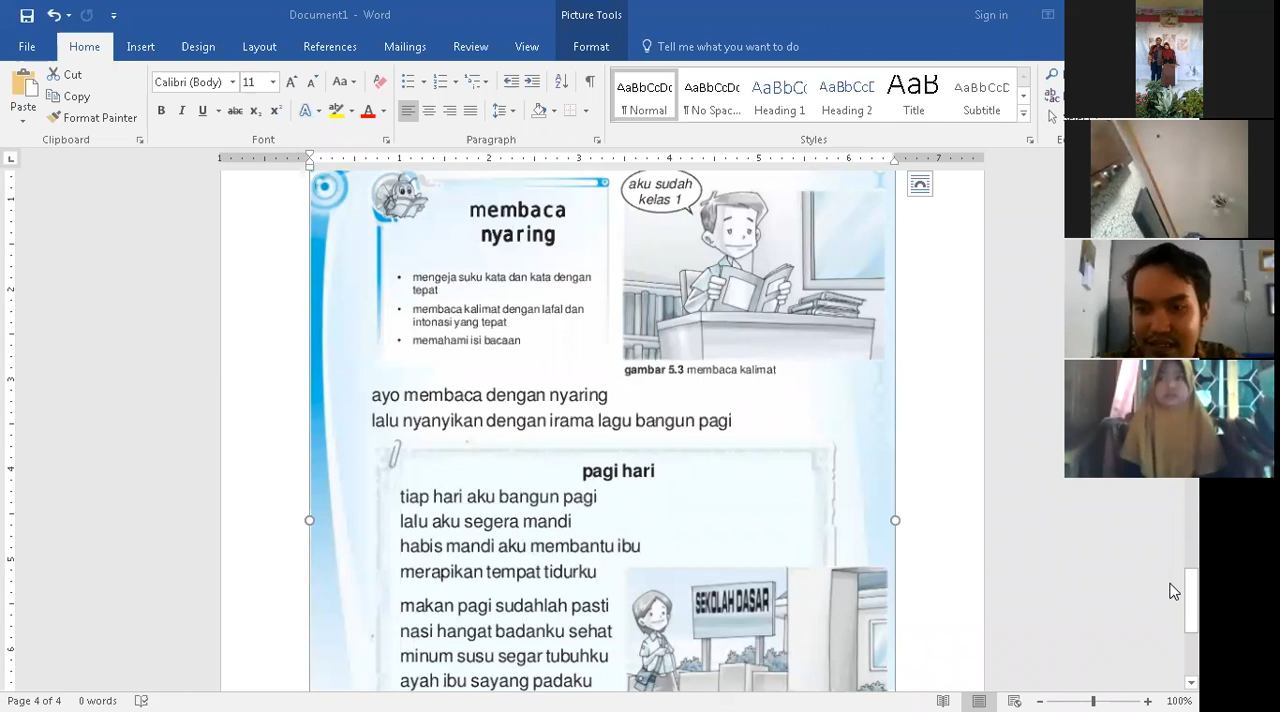 Document1 - Word
Picture Tools
Sign in
File
Home
Insert
Design
Layout
References
Mailings
Review
View
Format
Tell me what you want to do
Paste
Cut
Copy
Format Painter
Clipboard
Calibri (Body)
11
Font
Paragraph
AaBbCcDc
¶ Normal
AaBbCcDc
¶ No Spac...
AaBbCc
Heading 1
AaBbCcD
Heading 2
AaB
Title
AaBbCcD
Subtitle
Styles
membaca
nyaring
• mengeja suku kata dan kata dengan
tepat
• membaca kalimat dengan lafal dan
intonasi yang tepat
• memahami isi bacaan
aku sudah
kelas 1
gambar 5.3 membaca kalimat
ayo membaca dengan nyaring
lalu nyanyikan dengan irama lagu bangun pagi
pagi hari
tiap hari aku bangun pagi
lalu aku segera mandi
habis mandi aku membantu ibu
merapikan tempat tidurku
makan pagi sudahlah pasti
nasi hangat badanku sehat
minum susu segar tubuhku
ayah ibu sayang padaku
SEKOLAH DASAR
Page 4 of 4
0 words
100%